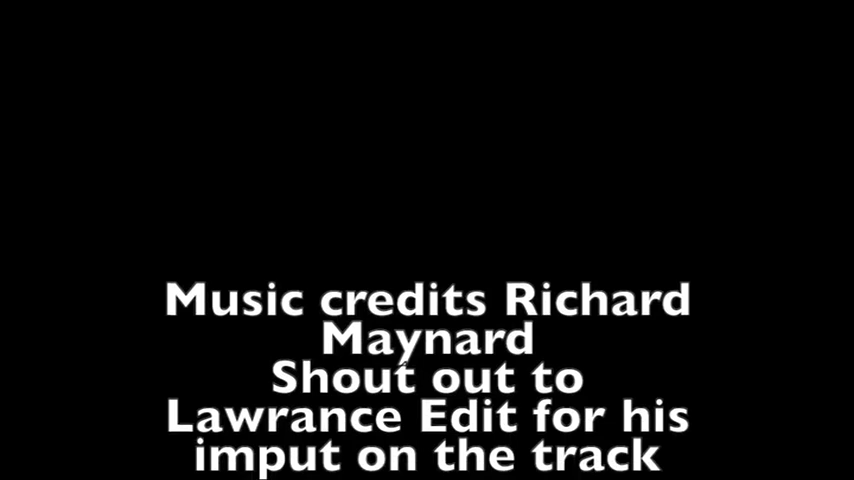 Music credits Richard
Maynard
Shout out to
Lawrance Edit for his
imput on the track